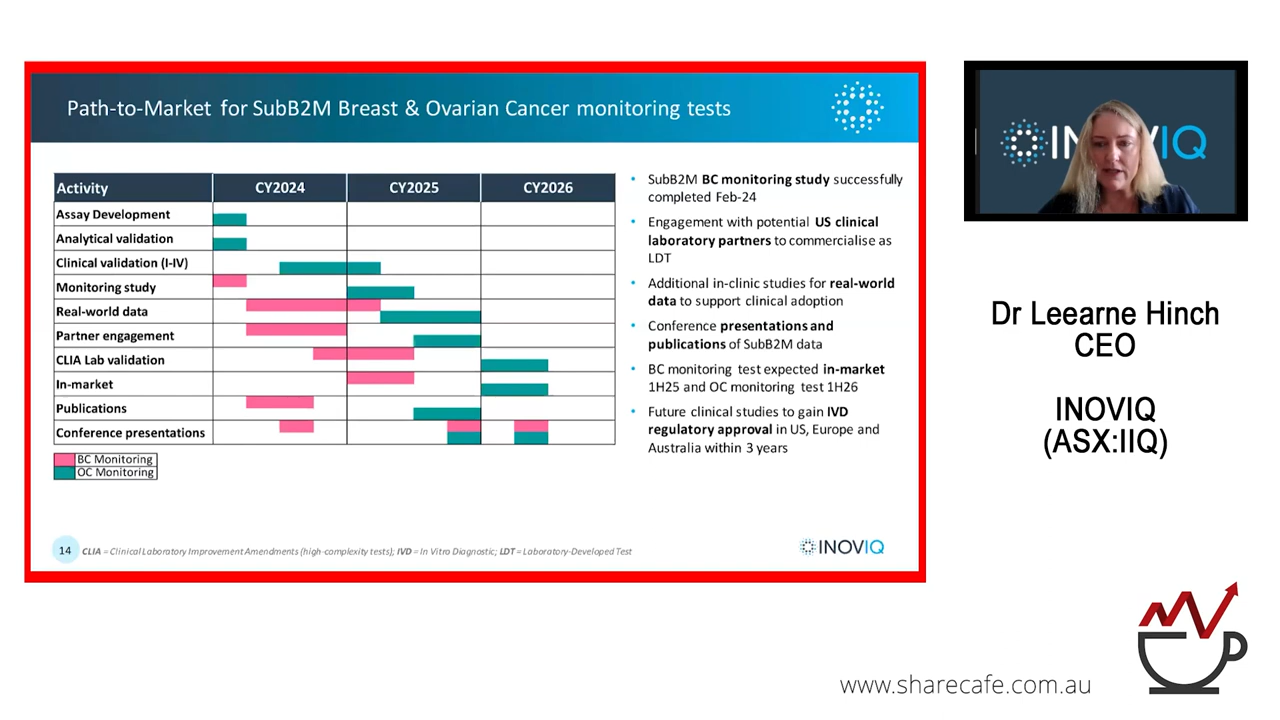 Path-to-Market for SubB2M Breast & Ovarian Cancer monitoring tests
Activity CY2024 CY2025 CY2026
Assay Development
Analytical validation
Clinical validation (I-IV)
Monitoring study
Real-world data
Partner engagement
CLIA Lab validation
In-market
Publications
Conference presentations
BC Monitoring
OC Monitoring
• SubB2M BC monitoring study successfully
completed Feb-24
• Engagement with potential US clinical
laboratory partners to commercialise as
LDT
• Additional in-clinic studies for real-world
data to support clinical adoption
• Conference presentations and
publications of SubB2M data
• BC monitoring test expected in-market
1H25 and OC monitoring test 1H26
• Future clinical studies to gain IVD
regulatory approval in US, Europe and
Australia within 3 years
14 CLIA = Clinical Laboratory Improvement Amendments (high-complexity tests); IVD = In Vitro Diagnostic; LDT = Laboratory-Developed Test
INOVIQ
Dr Leearne Hinch
CEO
INOVIQ
(ASX:IIQ)
www.sharecafe.com.au